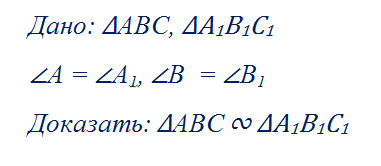 Дано: ΔABC, ΔA₁B₁C₁
∠A = ∠A₁, ∠B = ∠B₁
Доказать: ΔABC ∾ ΔA₁B₁C₁